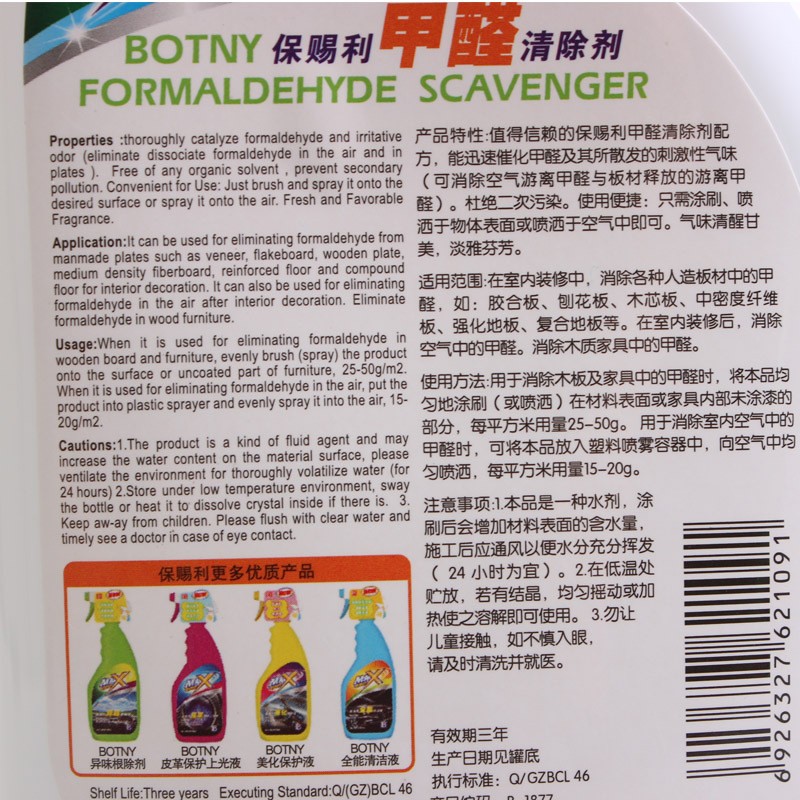 BOTNY 保赐利 甲醛 清除剂
FORMALDEHYDE SCAVENGER
Properties :thoroughly catalyze formaldehyde and irritative
odor (eliminate dissociate formaldehyde in the air and in
plates ). Free of any organic solvent , prevent secondary
pollution. Convenient for Use: Just brush and spray it onto the
desired surface or spray it onto the air. Fresh and Favorable
Fragrance.
Application:It can be used for eliminating formaldehyde from
manmade plates such as veneer, flakeboard, wooden plate,
medium density fiberboard, reinforced floor and compound
floor for interior decoration. It can also be used for eliminating
formaldehyde in the air after interior decoration. Eliminate
formaldehyde in wood furniture.
Usage:When it is used for eliminating formaldehyde in
wooden board and furniture, evenly brush (spray) the product
onto the surface or uncoated part of furniture, 25-50g/m2.
When it is used for eliminating formaldehyde in the air, put the
product into plastic sprayer and evenly spray it into the air, 15-
20g/m2.
Cautions:1.The product is a kind of fluid agent and may
increase the water content on the material surface, please
ventilate the environment for thoroughly volatilize water (for
24 hours) 2.Store under low temperature environment, sway
the bottle or heat it to dissolve crystal inside if there is. 3.
Keep aw-ay from children. Please flush with clear water and
timely see a doctor in case of eye contact.
保赐利更多优质产品
BOTNY
异味根除剂
BOTNY
皮革保护上光液
BOTNY
美化保护液
BOTNY
全能清洁液
Shelf Life:Three years Executing Standard:Q/(GZ)BCL 46
产品特性:值得信赖的保赐利甲醛清除剂配
方，能迅速催化甲醛及其所散发的刺激性气味
（可消除空气游离甲醛与板材释放的游离甲
醛）。杜绝二次污染。使用便捷：只需涂刷、喷
洒于物体表面或喷洒于空气中即可。气味清醒甘
美，淡雅芬芳。
适用范围:在室内装修中，消除各种人造板材中的甲
醛，如：胶合板、刨花板、木芯板、中密度纤维
板、强化地板、复合地板等。在室内装修后，消除
空气中的甲醛。消除木质家具中的甲醛。
使用方法:用于消除木板及家具中的甲醛时，将本品均
匀地涂刷（或喷洒）在材料表面或家具内部未涂漆的
部分，每平方米用量25-50g。用于消除室内空气中的
甲醛时，可将本品放入塑料喷雾容器中，向空气中均
匀喷洒，每平方米用量15-20g。
注意事项:1.本品是一种水剂，涂
刷后会增加材料表面的含水量，
施工后应通风以便水分充分挥发
（ 24 小时为宜）。2.在低温处
贮放，若有结晶，均匀摇动或加
热使之溶解即可使用。 3.勿让
儿童接触，如不慎入眼，
请及时清洗并就医。
有效期三年
生产日期见罐底
执行标准：Q/GZBCL 46
产品编码：B-1877
6926327621091